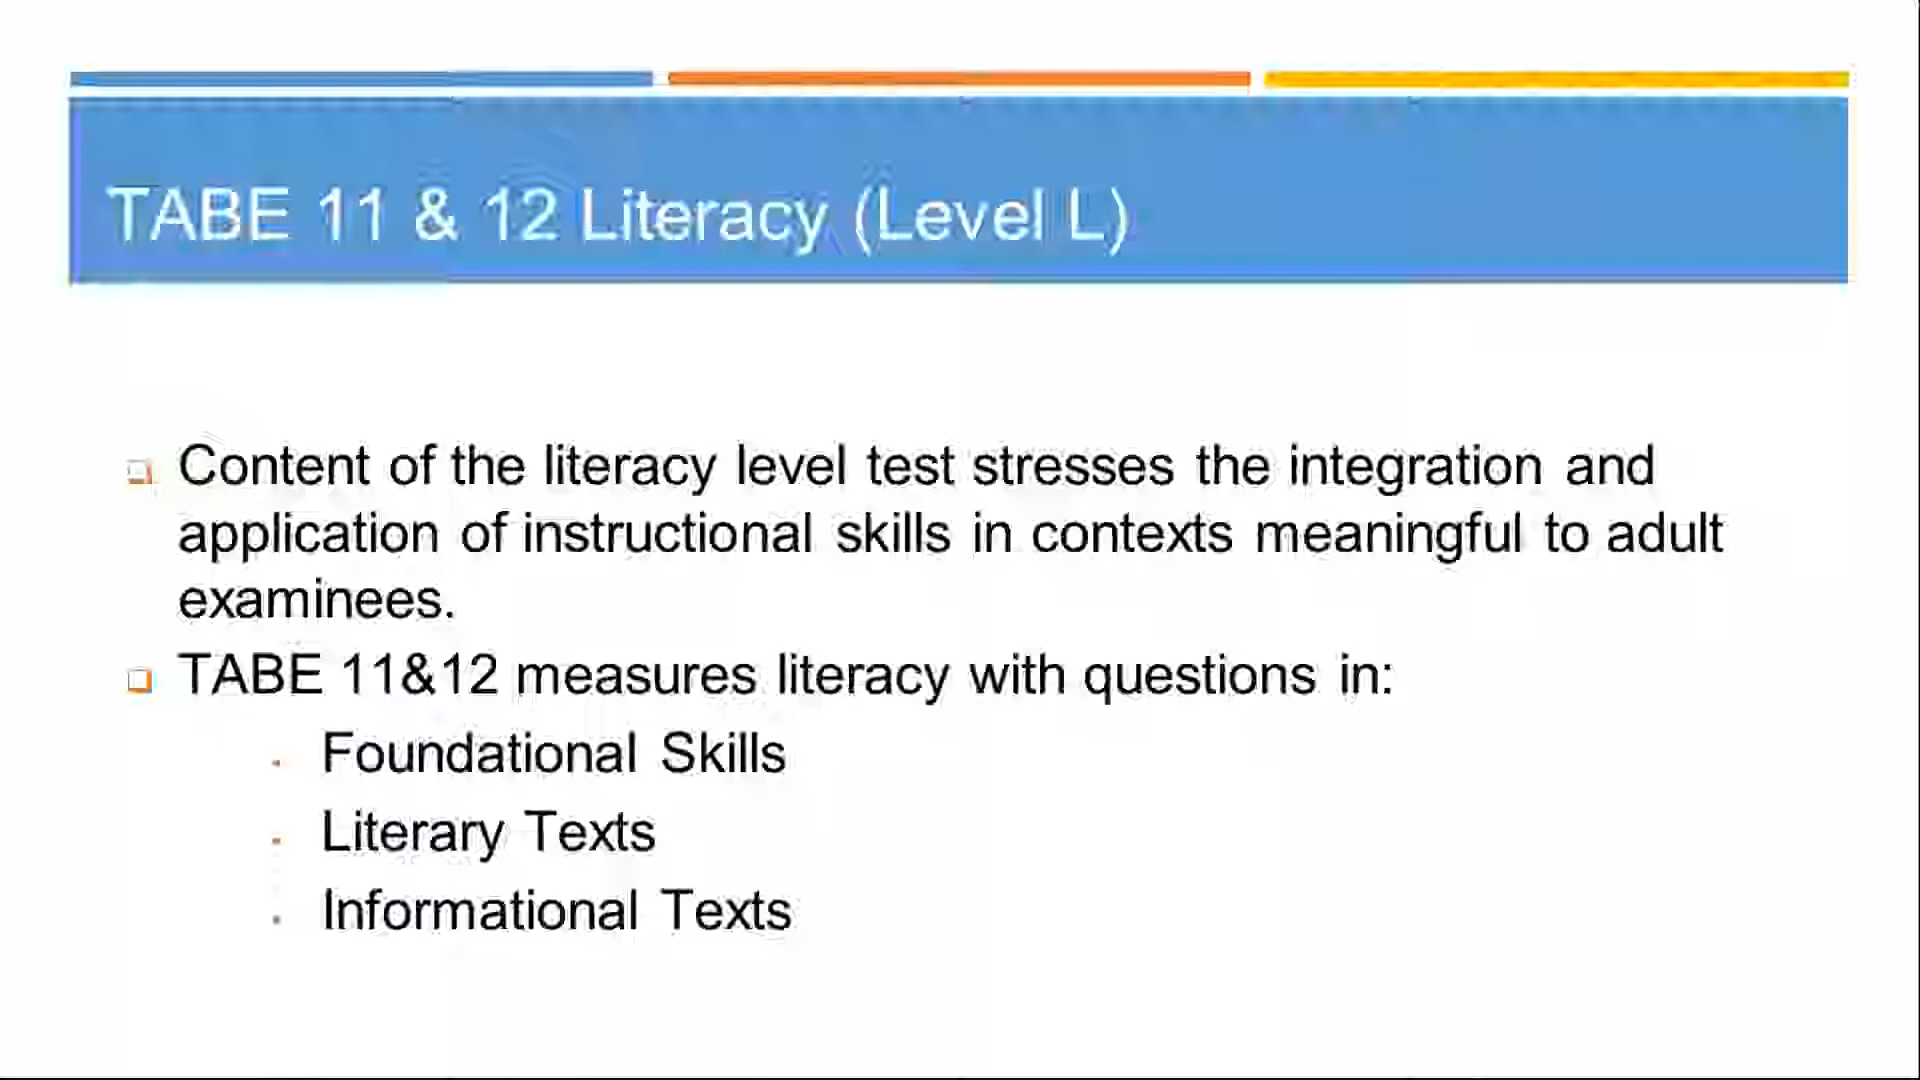 TABE 11 & 12 Literacy (Level L)
Content of the literacy level test stresses the integration and
application of instructional skills in contexts meaningful to adult
examinees.
TABE 11&12 measures literacy with questions in:
Foundational Skills
Literary Texts
Informational Texts